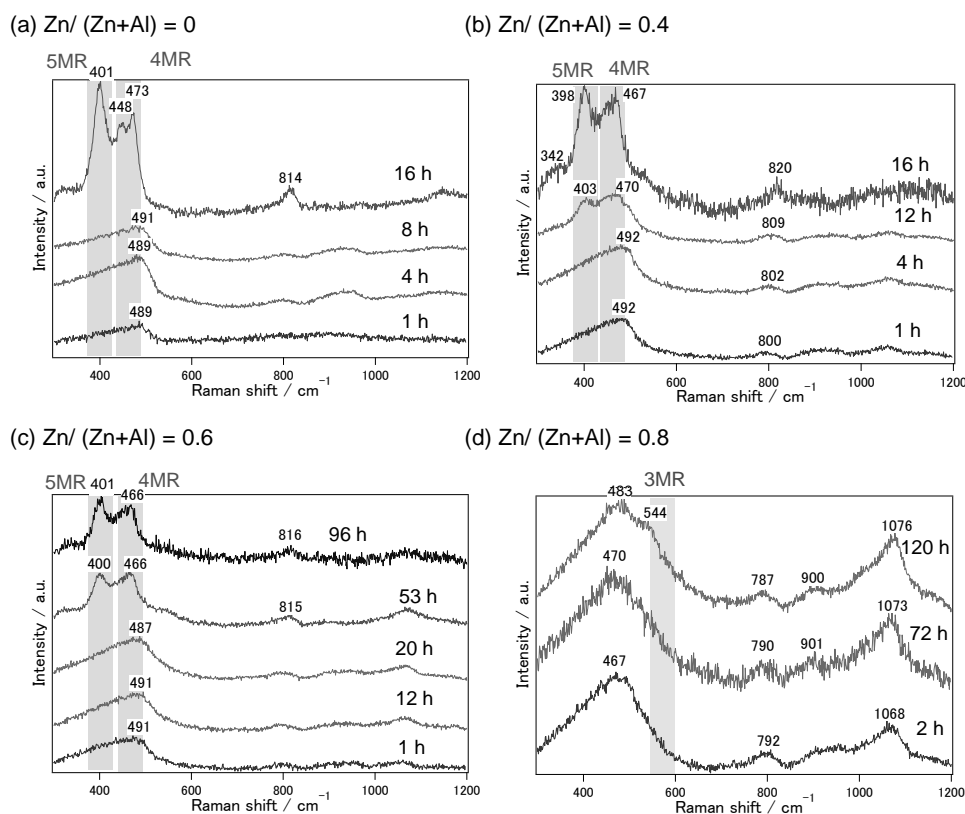 (a) Zn/ (Zn+Al) = 0
5MR 4MR
401
473
448
814
16 h
491
8 h
489
4 h
489
1 h
Intensity / a.u.
400 600 800 1000 1200
Raman shift / cm⁻¹
(b) Zn/ (Zn+Al) = 0.4
5MR 4MR
398 467
342
820
16 h
403 470
12 h
809
492
4 h
802
492
1 h
800
Intensity / a.u.
400 600 800 1000 1200
Raman shift / cm⁻¹
(c) Zn/ (Zn+Al) = 0.6
5MR 401 4MR
466
816
96 h
400 466
53 h
815
487
20 h
491
12 h
491
1 h
Intensity / a.u.
400 600 800 1000 1200
Raman shift / cm⁻¹
(d) Zn/ (Zn+Al) = 0.8
3MR
483
544
1076
120 h
787 900
470
1073
72 h
790 901
467
1068
2 h
792
Intensity / a.u.
400 600 800 1000 1200
Raman shift / cm⁻¹